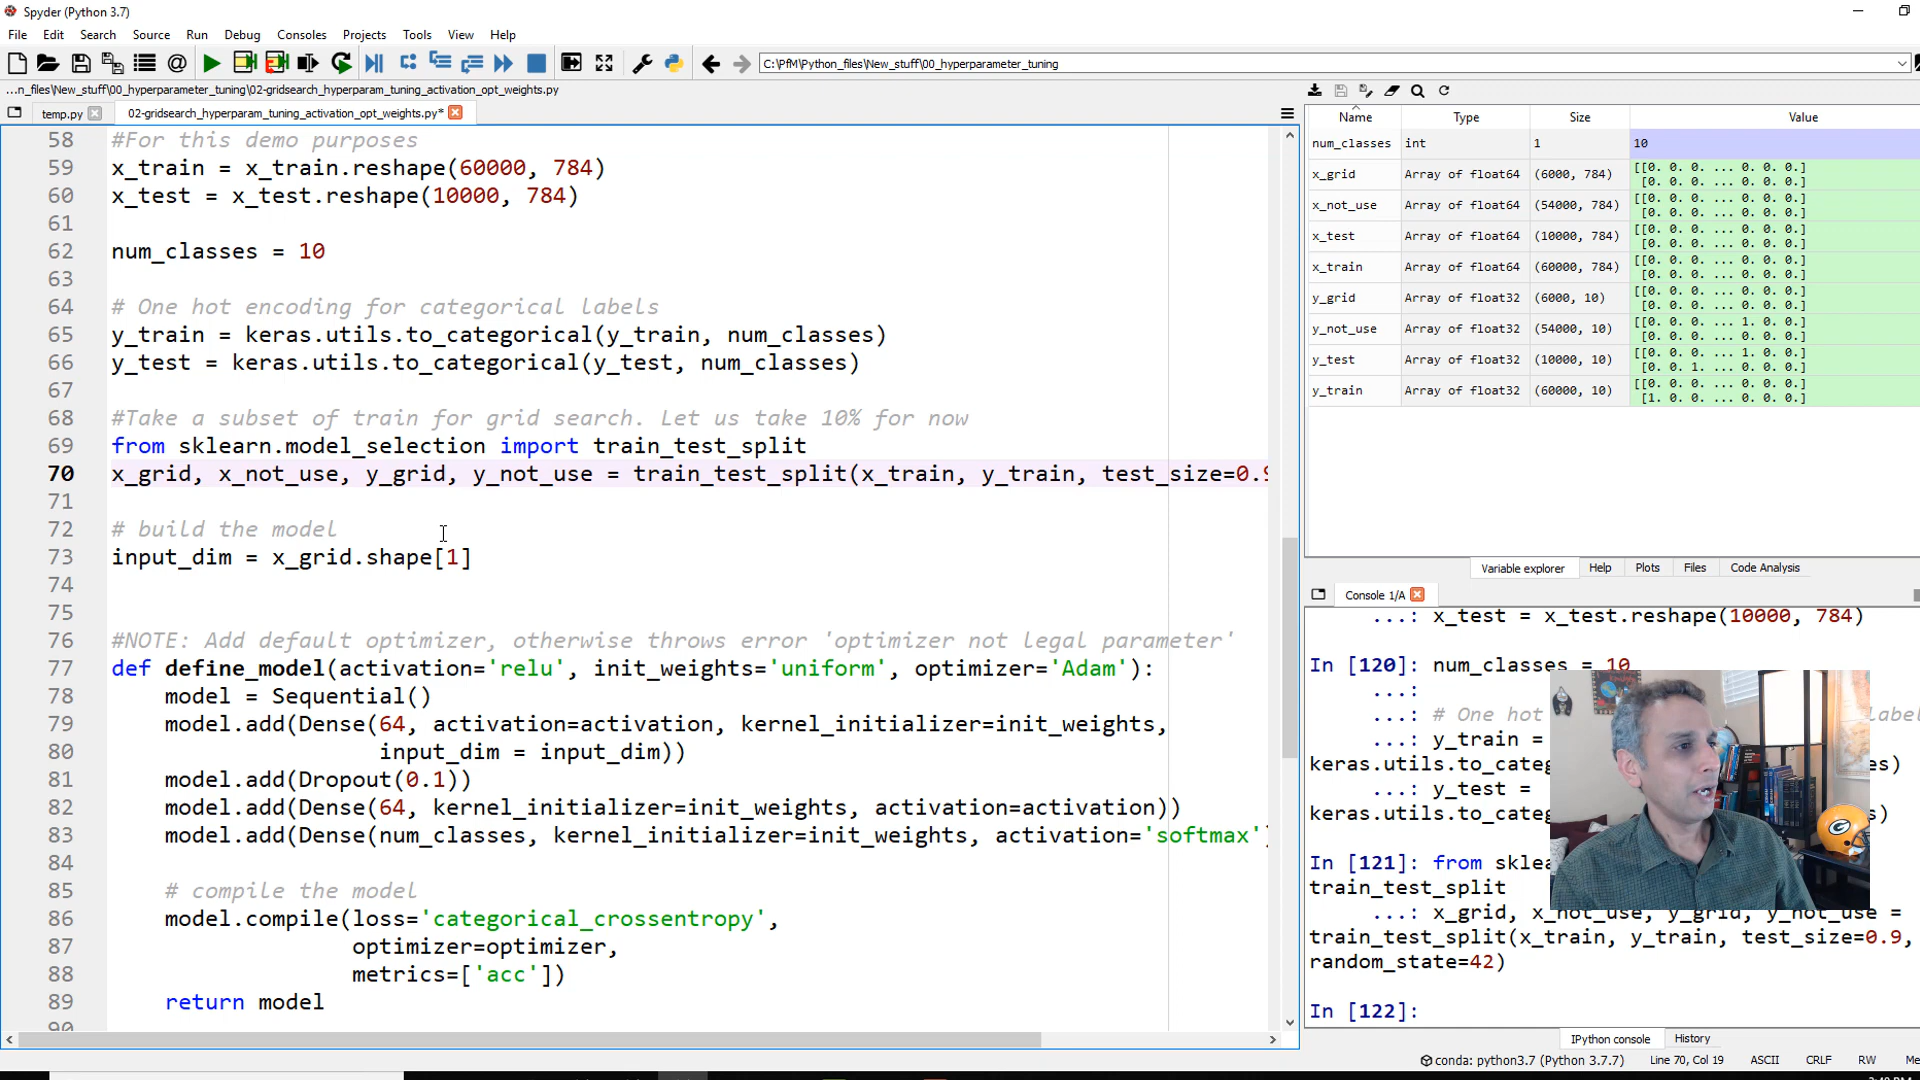 Spyder (Python 3.7)
File Edit Search Source Run Debug Consoles Projects Tools View Help
C:\PfM\Python_files\New_stuff\00_hyperparameter_tuning
...n_files\New_stuff\00_hyperparameter_tuning\02-gridsearch_hyperparam_tuning_activation_opt_weights.py
temp.py 02-gridsearch_hyperparam_tuning_activation_opt_weights.py*
58 #For this demo purposes
59 x_train = x_train.reshape(60000, 784)
60 x_test = x_test.reshape(10000, 784)
61
62 num_classes = 10
63
64 # One hot encoding for categorical labels
65 y_train = keras.utils.to_categorical(y_train, num_classes)
66 y_test = keras.utils.to_categorical(y_test, num_classes)
67
68 #Take a subset of train for grid search. Let us take 10% for now
69 from sklearn.model_selection import train_test_split
70 x_grid, x_not_use, y_grid, y_not_use = train_test_split(x_train, y_train, test_size=0.9
71
72 # build the model
73 input_dim = x_grid.shape[1]
74
75
76 #NOTE: Add default optimizer, otherwise throws error 'optimizer not legal parameter'
77 def define_model(activation='relu', init_weights='uniform', optimizer='Adam'):
78 model = Sequential()
79 model.add(Dense(64, activation=activation, kernel_initializer=init_weights,
80 input_dim = input_dim))
81 model.add(Dropout(0.1))
82 model.add(Dense(64, kernel_initializer=init_weights, activation=activation))
83 model.add(Dense(num_classes, kernel_initializer=init_weights, activation='softmax')
84
85 # compile the model
86 model.compile(loss='categorical_crossentropy',
87 optimizer=optimizer,
88 metrics=['acc'])
89 return model
90
Name Type Size Value
num_classes int 1 10
x_grid Array of float64 (6000, 784) [[0. 0. 0. ... 0. 0. 0.]
[0. 0. 0. ... 0. 0. 0.]
x_not_use Array of float64 (54000, 784) [[0. 0. 0. ... 0. 0. 0.]
[0. 0. 0. ... 0. 0. 0.]
x_test Array of float64 (10000, 784) [[0. 0. 0. ... 0. 0. 0.]
[0. 0. 0. ... 0. 0. 0.]
x_train Array of float64 (60000, 784) [[0. 0. 0. ... 0. 0. 0.]
[0. 0. 0. ... 0. 0. 0.]
y_grid Array of float32 (6000, 10) [[0. 0. 0. ... 0. 0. 0.]
[0. 0. 0. ... 0. 0. 0.]
y_not_use Array of float32 (54000, 10) [[0. 0. 0. ... 1. 0. 0.]
[0. 0. 0. ... 0. 0. 0.]
y_test Array of float32 (10000, 10) [[0. 0. 0. ... 1. 0. 0.]
[0. 0. 1. ... 0. 0. 0.]
y_train Array of float32 (60000, 10) [[0. 0. 0. ... 0. 0. 0.]
[1. 0. 0. ... 0. 0. 0.]
Variable explorer Help Plots Files Code Analysis
Console 1/A
...: x_test = x_test.reshape(10000, 784)
In [120]: num_classes = 10
...:
...: # One hot label
...: y_train =
keras.utils.to_categ s)
...: y_test =
keras.utils.to_categ )
In [121]: from skl
train_test_split
...: x_grid, x_not_use, y_grid, y_not_use =
train_test_split(x_train, y_train, test_size=0.9,
random_state=42)
In [122]:
IPython console History
conda: python3.7 (Python 3.7.7) Line 70, Col 19 ASCII CRLF RW Me